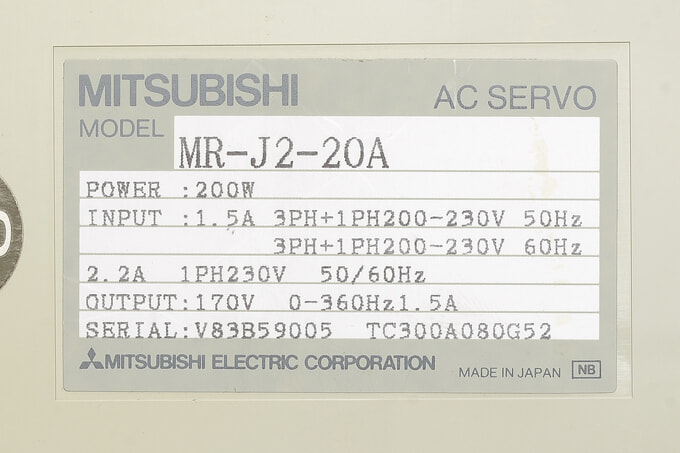 MITSUBISHI AC SERVO
MODEL MR-J2-20A
POWER :200W
INPUT :1.5A 3PH+1PH200-230V 50Hz
3PH+1PH200-230V 60Hz
2.2A 1PH230V 50/60Hz
OUTPUT:170V 0-360Hz1.5A
SERIAL:V83B59005 TC300A080G52
MITSUBISHI ELECTRIC CORPORATION MADE IN JAPAN NB